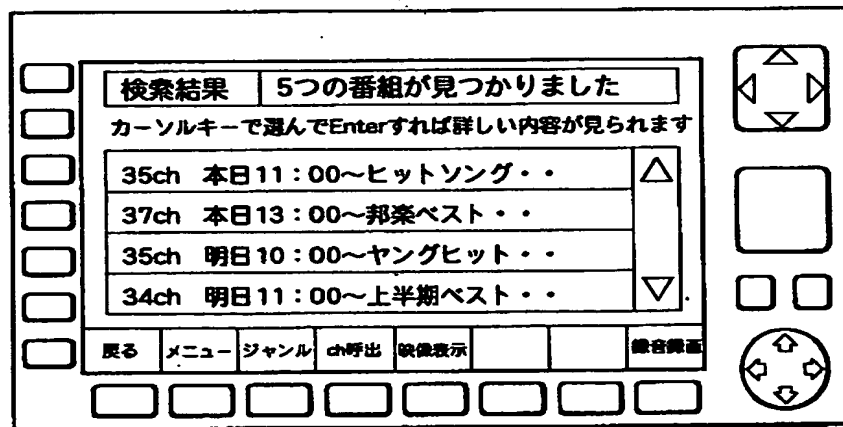 検索結果 5つの番組が見つかりました
カーソルキーで選んでEnterすれば詳しい内容が見られます
35ch 本日11：00〜ヒットソング・・
37ch 本日13：00〜邦楽ベスト・・
35ch 明日10：00〜ヤングヒット・・
34ch 明日11：00〜上半期ベスト・・
戻る メニュー ジャンル ch呼出 映像表示 録音録画